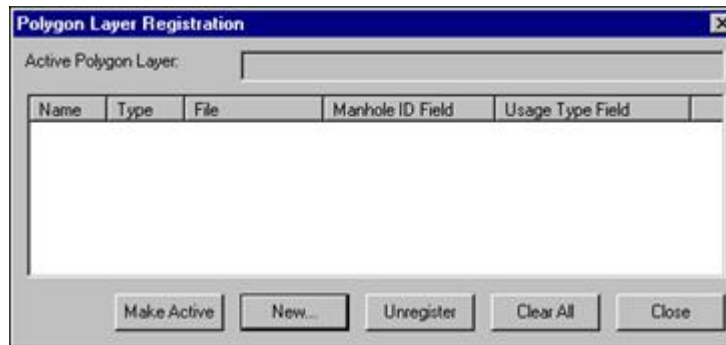 Polygon Layer Registration
Active Polygon Layer:
Name Type File Manhole ID Field Usage Type Field
Make Active New... Unregister Clear All Close